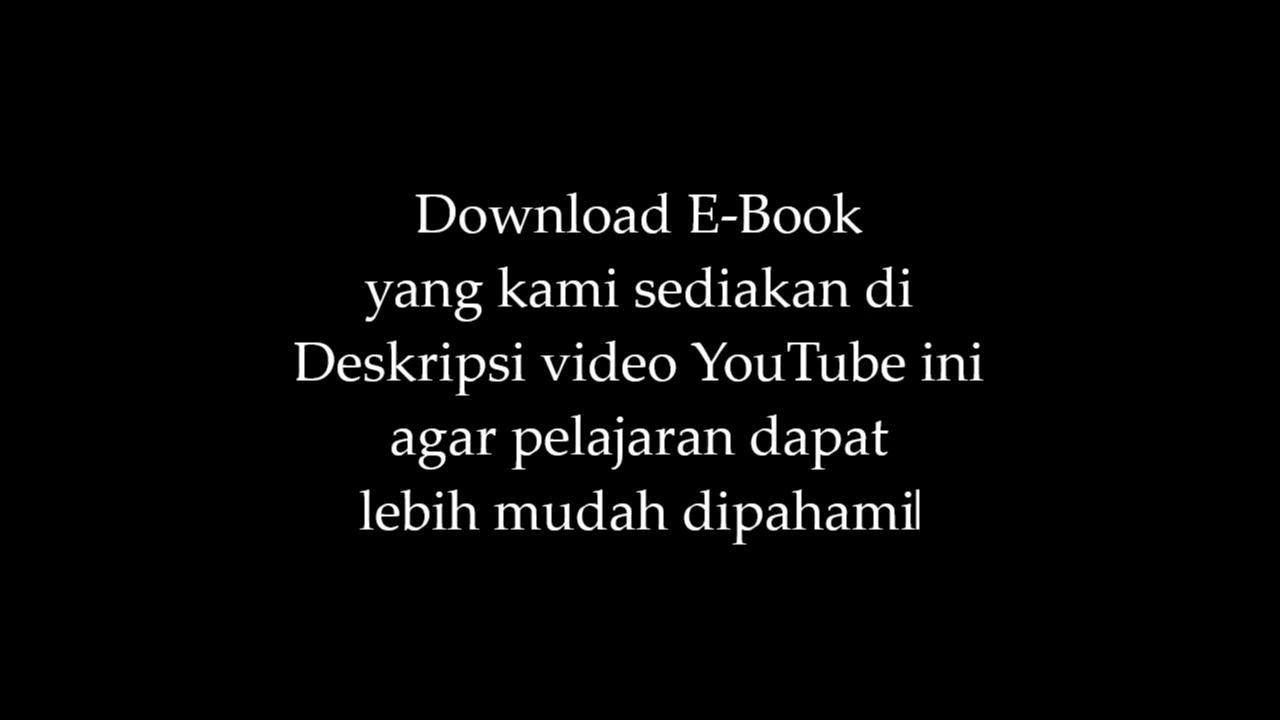 Download E-Book
yang kami sediakan di
Deskripsi video YouTube ini
agar pelajaran dapat
lebih mudah dipahami